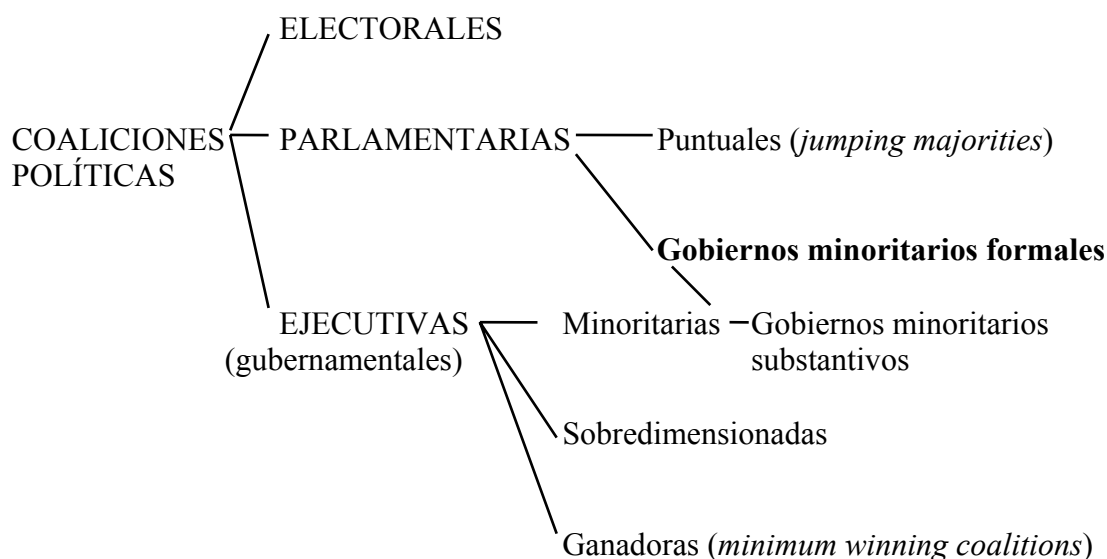 ELECTORALES
COALICIONES POLÍTICAS
PARLAMENTARIAS
Puntuales (jumping majorities)
Gobiernos minoritarios formales
EJECUTIVAS
(gubernamentales)
Minoritarias
Gobiernos minoritarios
substantivos
Sobredimensionadas
Ganadoras (minimum winning coalitions)